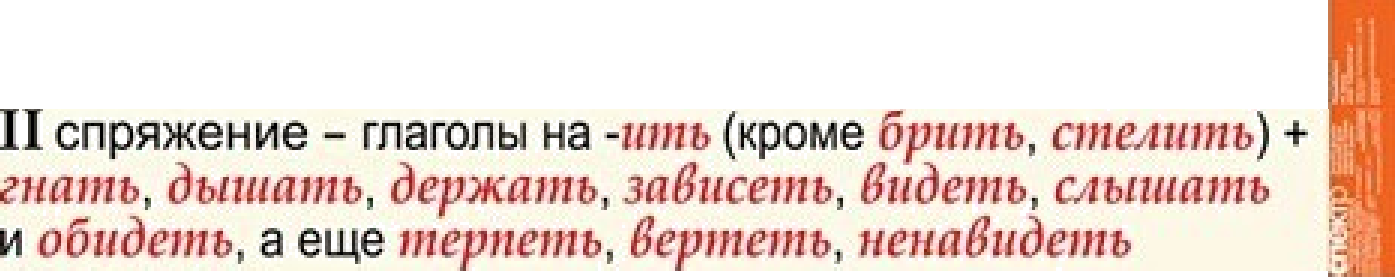 II спряжение – глаголы на -ить (кроме брить, стелить) +
гнать, дышать, держать, зависеть, видеть, слышать
и обидеть, а еще терпеть, вертеть, ненавидеть